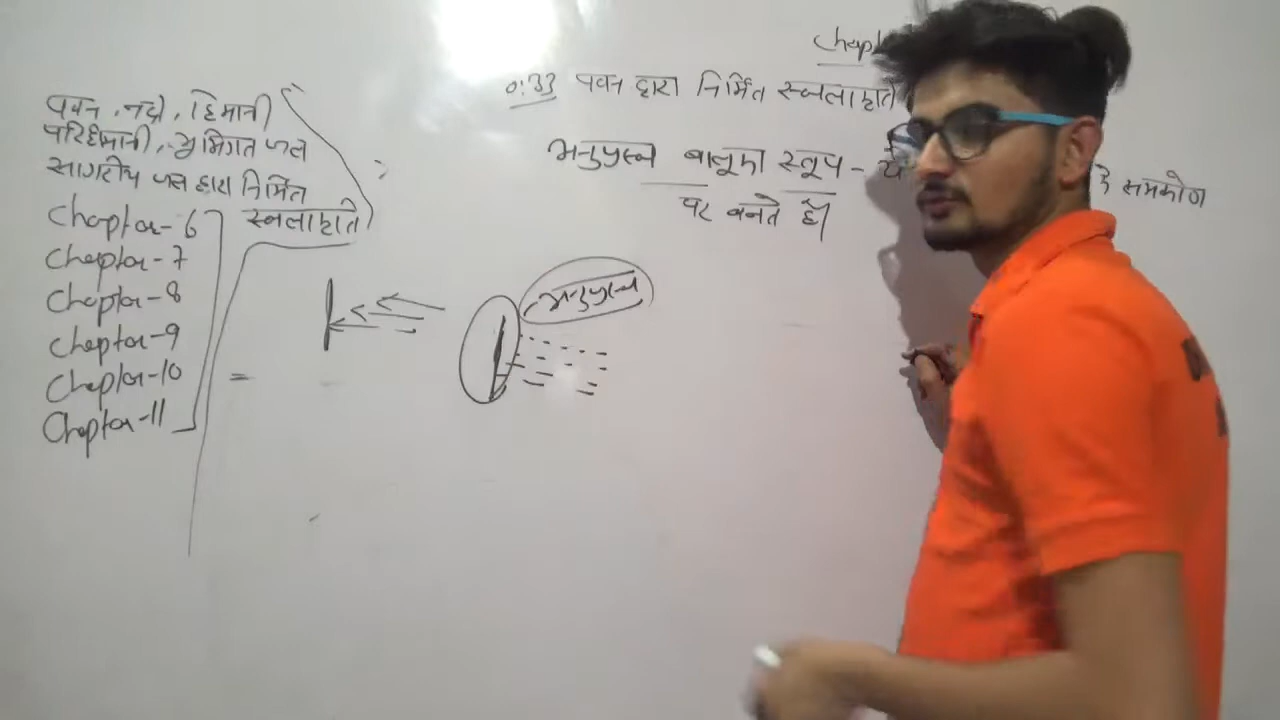 पवन, नदी, हिमानी
परिहिमानी, भूमिगत जल
सागरीय जल द्वारा निर्मित
स्थलाकृति
Chapter-6
Chapter-7
Chapter-8
Chapter-9
Chapter-10
Chapter-11
=
Chap
0:33 पवन द्वारा निर्मित स्थलाकृति
अनुप्रस्थ बालूका स्तूप - समकोण
पर बनते हैं।
अनुप्रस्थ